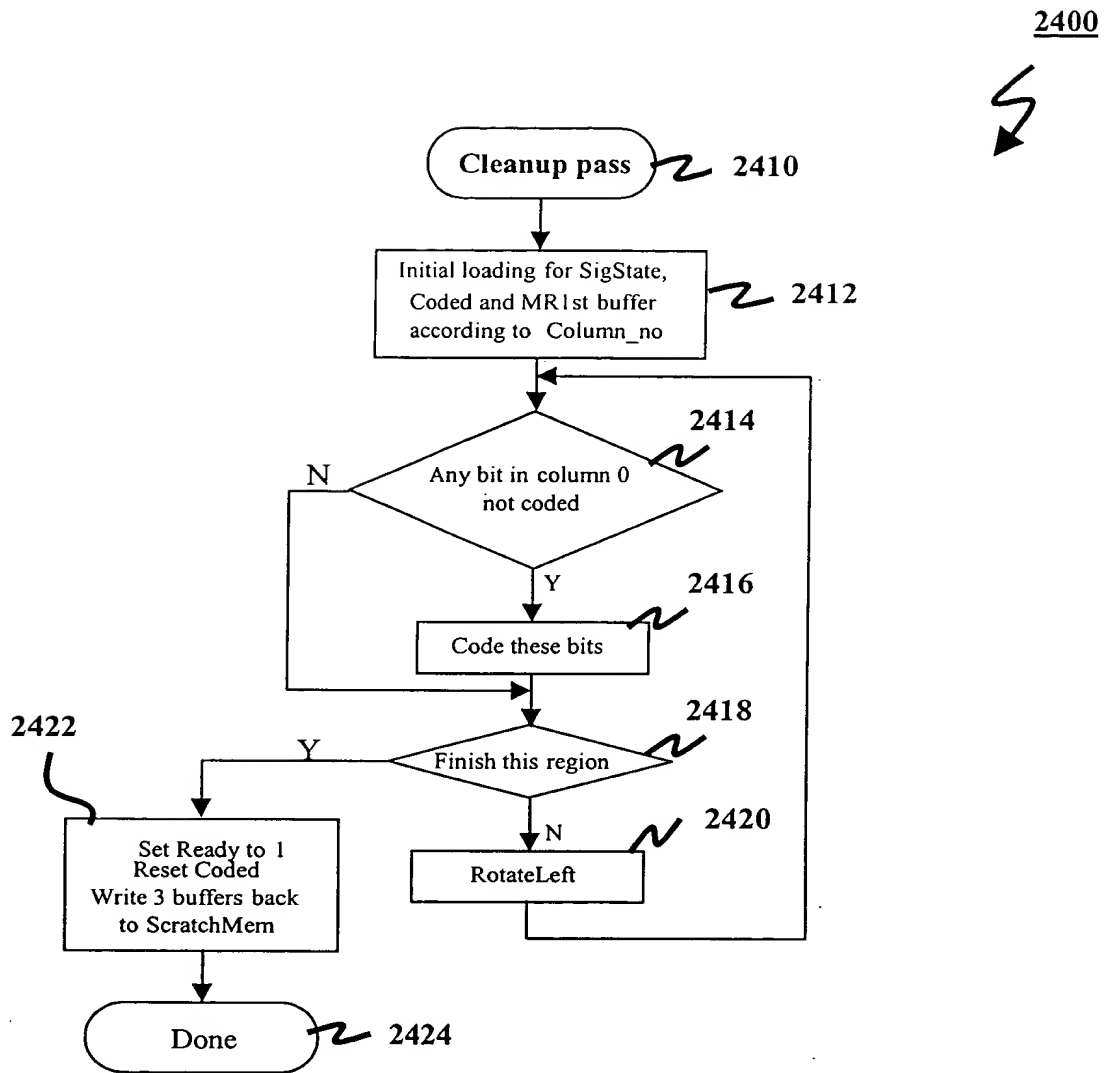 2400
Cleanup pass
2410
Initial loading for SigState,
Coded and MR1st buffer
according to Column_no
2412
2414
N
Any bit in column 0
not coded
Y
2416
Code these bits
2418
2422
Y
Finish this region
N
2420
Set Ready to 1
Reset Coded
Write 3 buffers back
to ScratchMem
RotateLeft
Done
2424